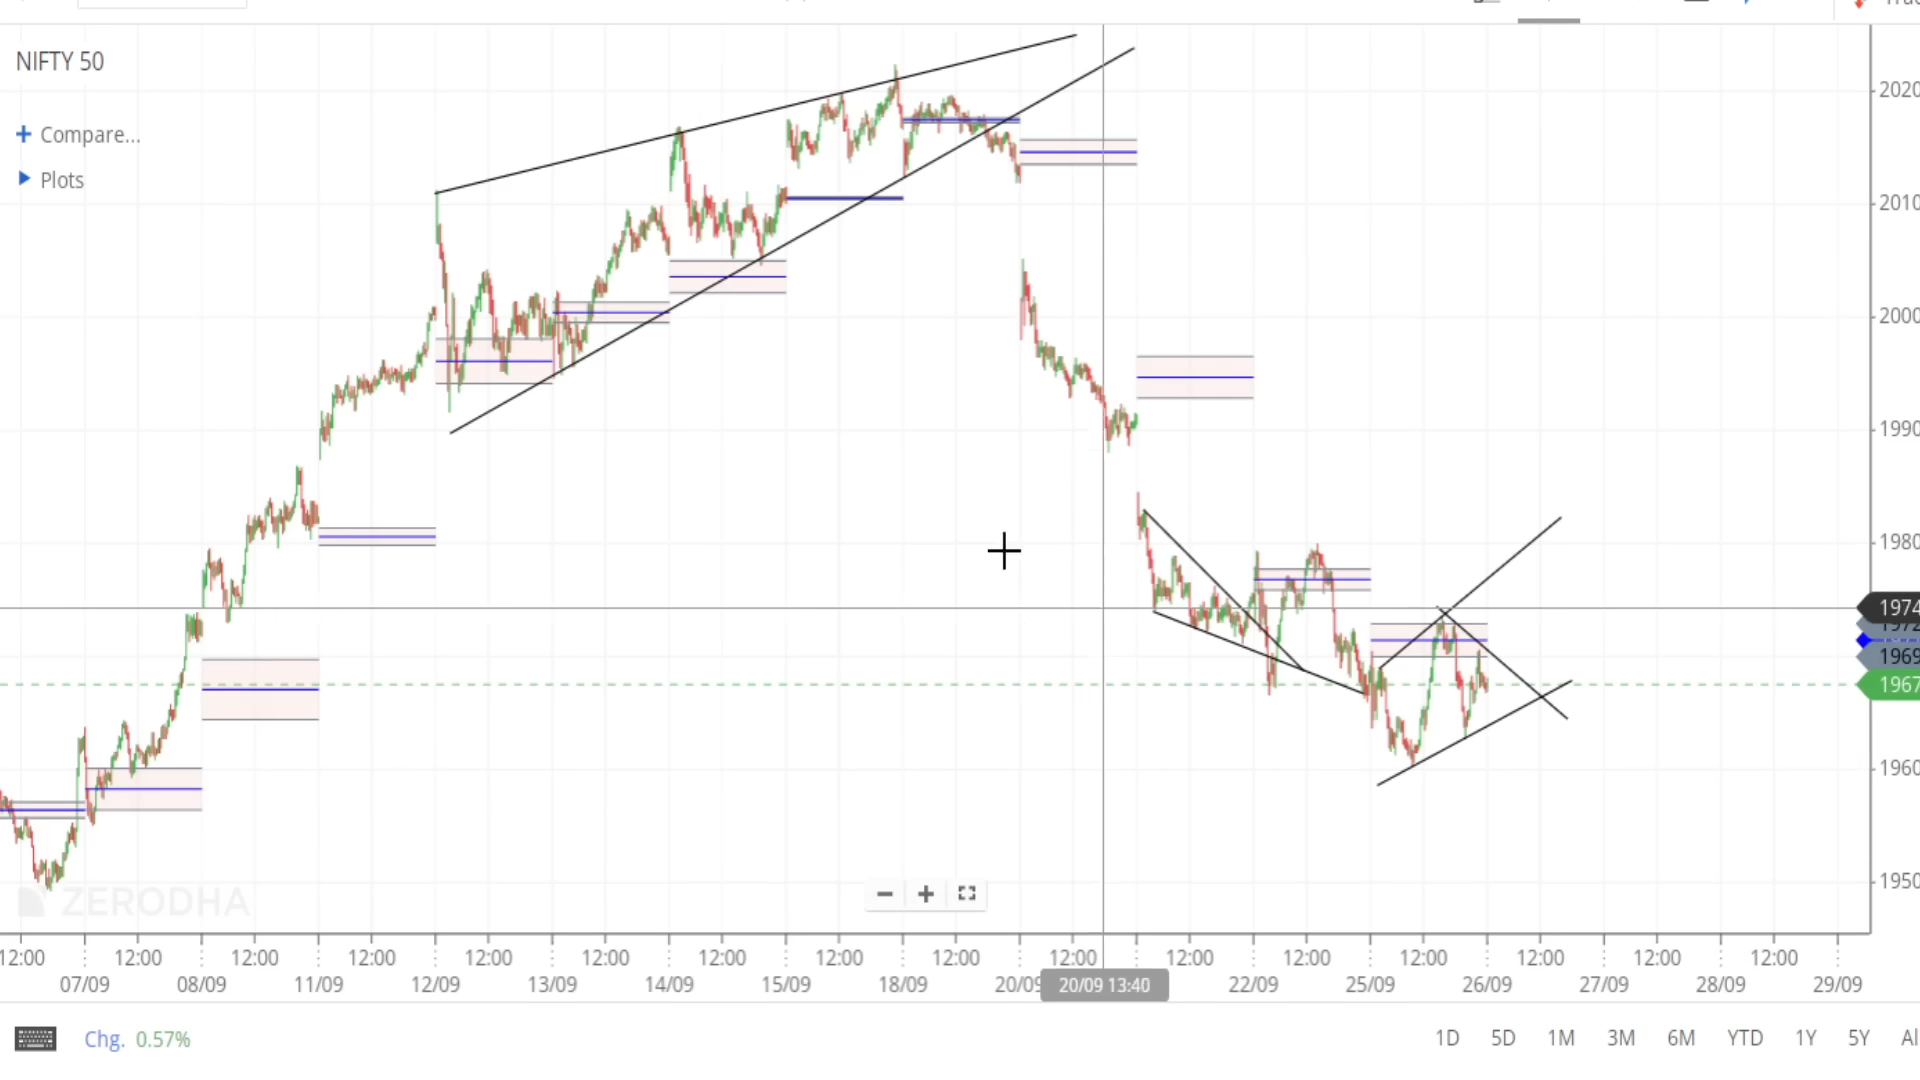 NIFTY 50
+ Compare...
Plots
2020
2010
2000
1990
1980
1974
1969
1967
1960
1950
ZERODHA
12:00 12:00 12:00 12:00 12:00 12:00 12:00 12:00 12:00 12:00 12:00 12:00 12:00 12:00 12:00 12:00
07/09 08/09 11/09 12/09 13/09 14/09 15/09 18/09 20/09 20/09 13:40 22/09 25/09 26/09 27/09 28/09 29/09
Chg. 0.57% 1D 5D 1M 3M 6M YTD 1Y 5Y